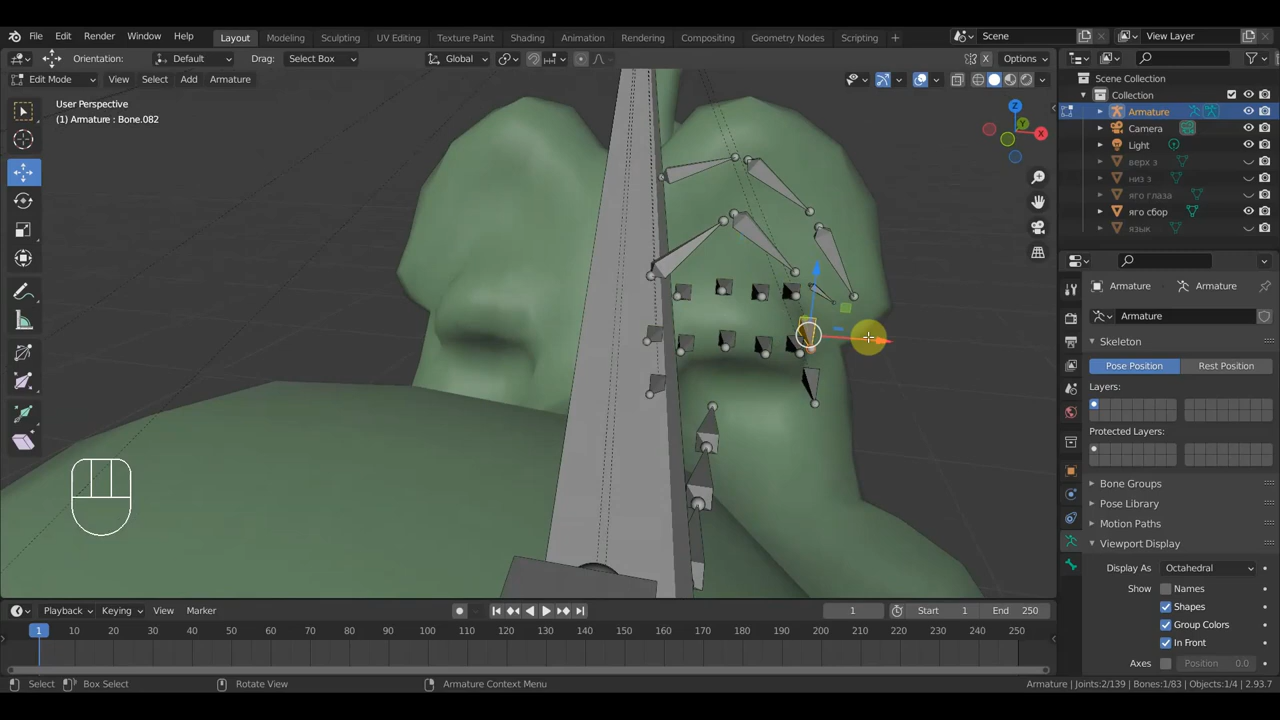 File Edit Render Window Help Layout Modeling Sculpting UV Editing Texture Paint Shading Animation Rendering Compositing Geometry Nodes Scripting + Scene View Layer
Orientation: Default Drag: Select Box Global Options
Edit Mode View Select Add Armature
User Perspective
(1) Armature : Bone.082
Z
Y
X
Scene Collection
Collection
Armature
Camera
Light
верх з
низ з
яго глаза
яго сбор
язык
Armature Armature
Armature
Skeleton
Pose Position Rest Position
Layers:
Protected Layers:
Bone Groups
Pose Library
Motion Paths
Viewport Display
Display As Octahedral
Show Names
Shapes
Group Colors
In Front
Axes Position 0.0
Playback Keying View Marker 1 Start 1 End 250
1 10 20 30 40 50 60 70 80 90 100 110 120 130 140 150 160 170 180 190 200 210 220 230 240 250
Select Box Select Rotate View Armature Context Menu Armature | Joints:2/139 | Bones:1/83 | Objects:1/4 | 2.93.7